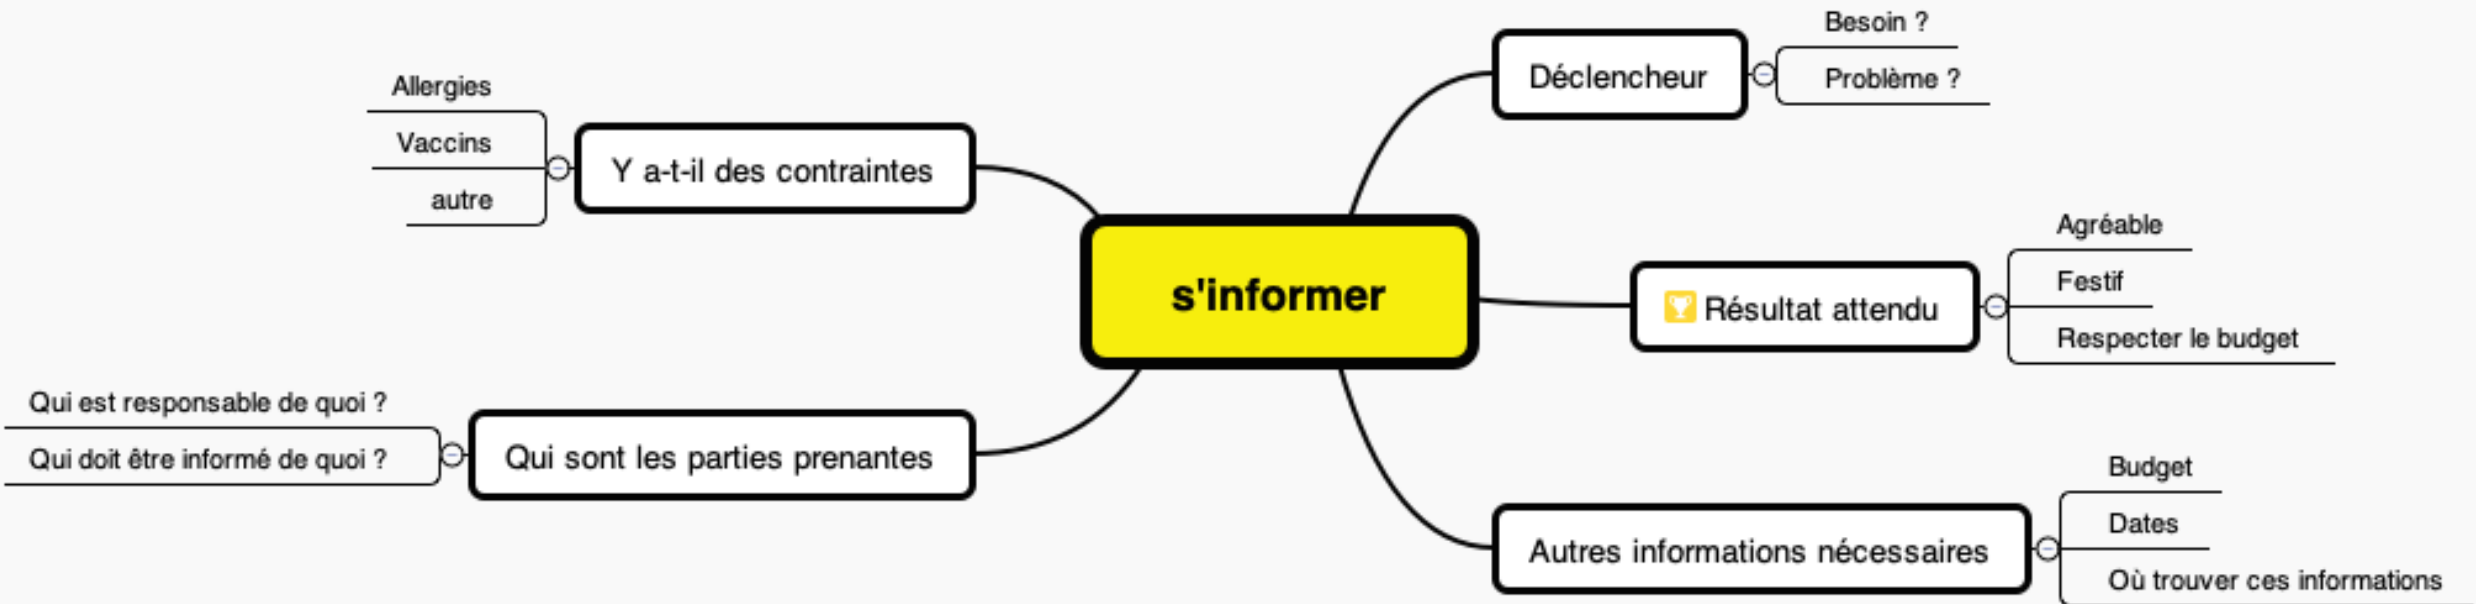 s'informer
Déclencheur
Besoin ?
Problème ?
Résultat attendu
Agréable
Festif
Respecter le budget
Autres informations nécessaires
Budget
Dates
Où trouver ces informations
Qui sont les parties prenantes
Qui est responsable de quoi ?
Qui doit être informé de quoi ?
Y a-t-il des contraintes
Allergies
Vaccins
autre